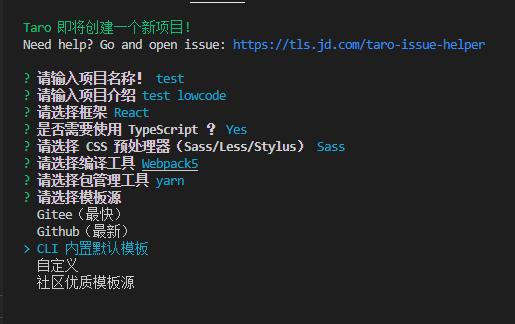 Taro 即将创建一个新项目!
Need help? Go and open issue: https://tls.jd.com/taro-issue-helper
? 请输入项目名称! test
? 请输入项目介绍 test lowcode
? 请选择框架 React
? 是否需要使用 TypeScript ? Yes
? 请选择 CSS 预处理器（Sass/Less/Stylus） Sass
? 请选择编译工具 Webpack5
? 请选择包管理工具 yarn
? 请选择模板源
Gitee（最快）
Github（最新）
> CLI 内置默认模板
自定义
社区优质模板源